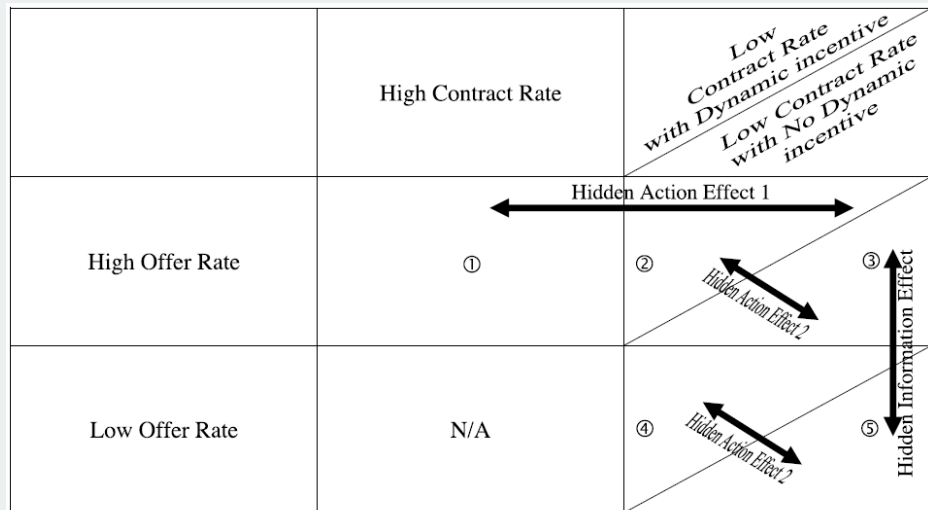 High Contract Rate
Low
Contract Rate
with Dynamic incentive
Low Contract Rate
with No Dynamic
incentive
Hidden Action Effect 1
High Offer Rate
①
②
③
Hidden Action Effect 2
Hidden Information Effect
Low Offer Rate
N/A
④
Hidden Action Effect 2
⑤